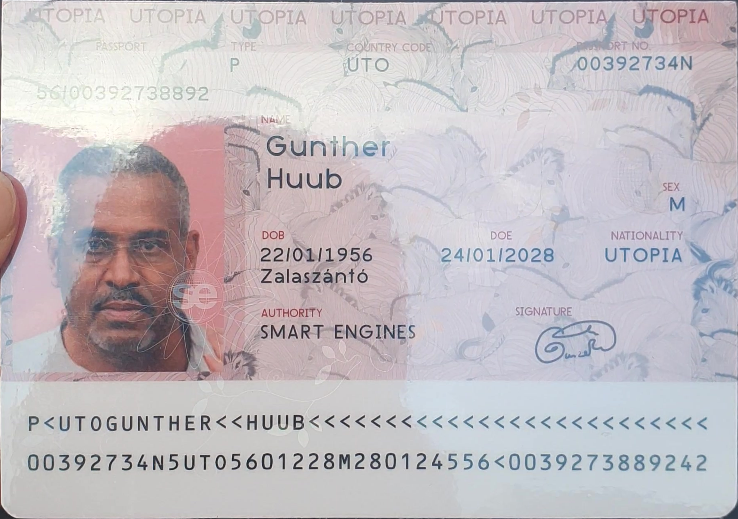 UTOPIA UTOPIA UTOPIA UTOPIA UTOPIA UTOPIA UTOPIA
PASSPORT TYPE COUNTRY CODE PASSPORT NO.
P UTO 00392734N
56/00392738892
NAME
Gunther
Huub
SEX
M
DOB DOE NATIONALITY
22/01/1956 24/01/2028 UTOPIA
Zalaszántó
AUTHORITY SIGNATURE
SMART ENGINES
se
P<UTOGUNTHER<<HUUB<<<<<<<<<<<<<<<<<<<<<<<<<<
00392734N5UTO5601228M280124556<0039273889242